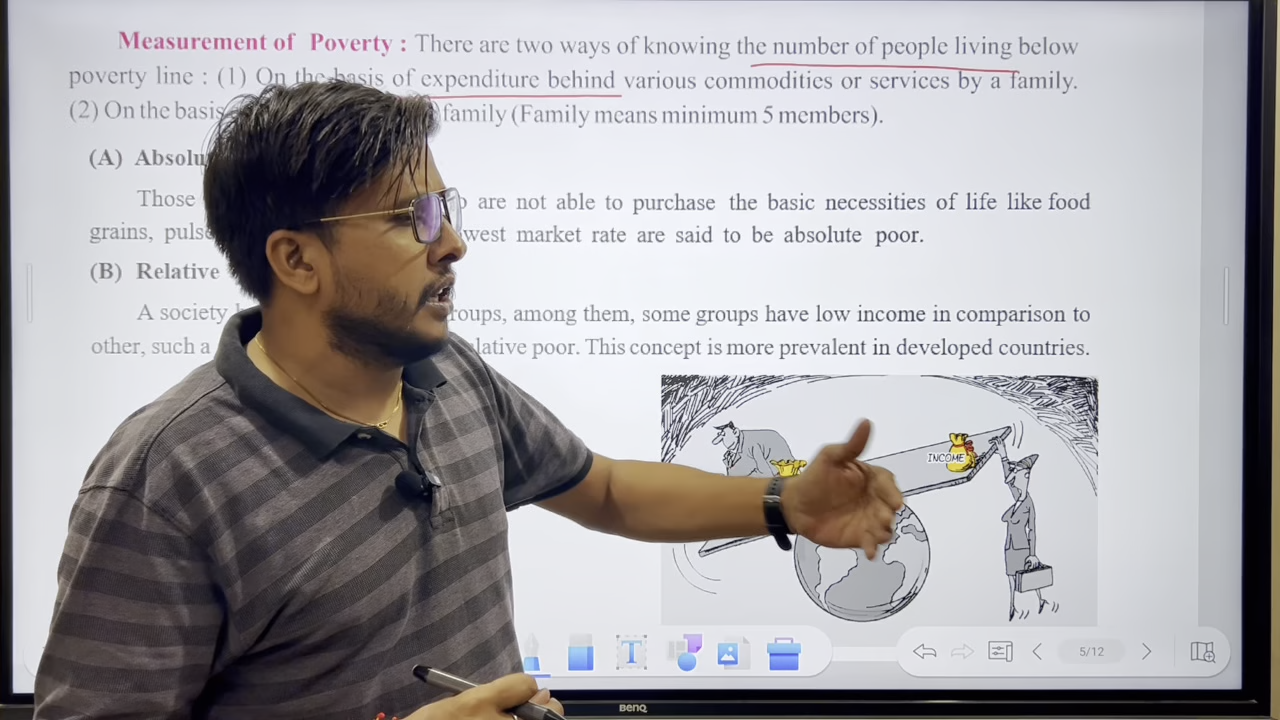 Measurement of Poverty : There are two ways of knowing the number of people living below
poverty line : (1) On the basis of expenditure behind various commodities or services by a family.
(2) On the basis family (Family means minimum 5 members).
(A) Absolu
Those are not able to purchase the basic necessities of life like food
grains, puls west market rate are said to be absolute poor.
(B) Relative
A society roups, among them, some groups have low income in comparison to
other, such a lative poor. This concept is more prevalent in developed countries.
INCOME
T
5/12
BENQ